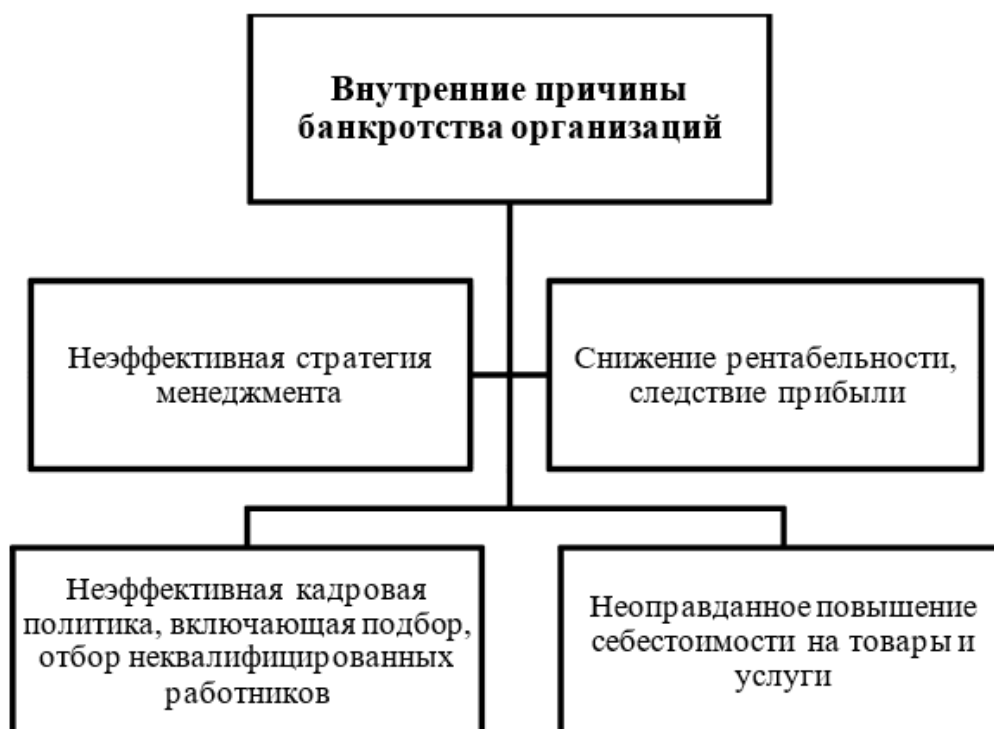 Внутренние причины
банкротства организаций
Неэффективная стратегия
менеджмента
Снижение рентабельности,
следствие прибыли
Неэффективная кадровая
политика, включающая подбор,
отбор неквалифицированных
работников
Неоправданное повышение
себестоимости на товары и
услуги